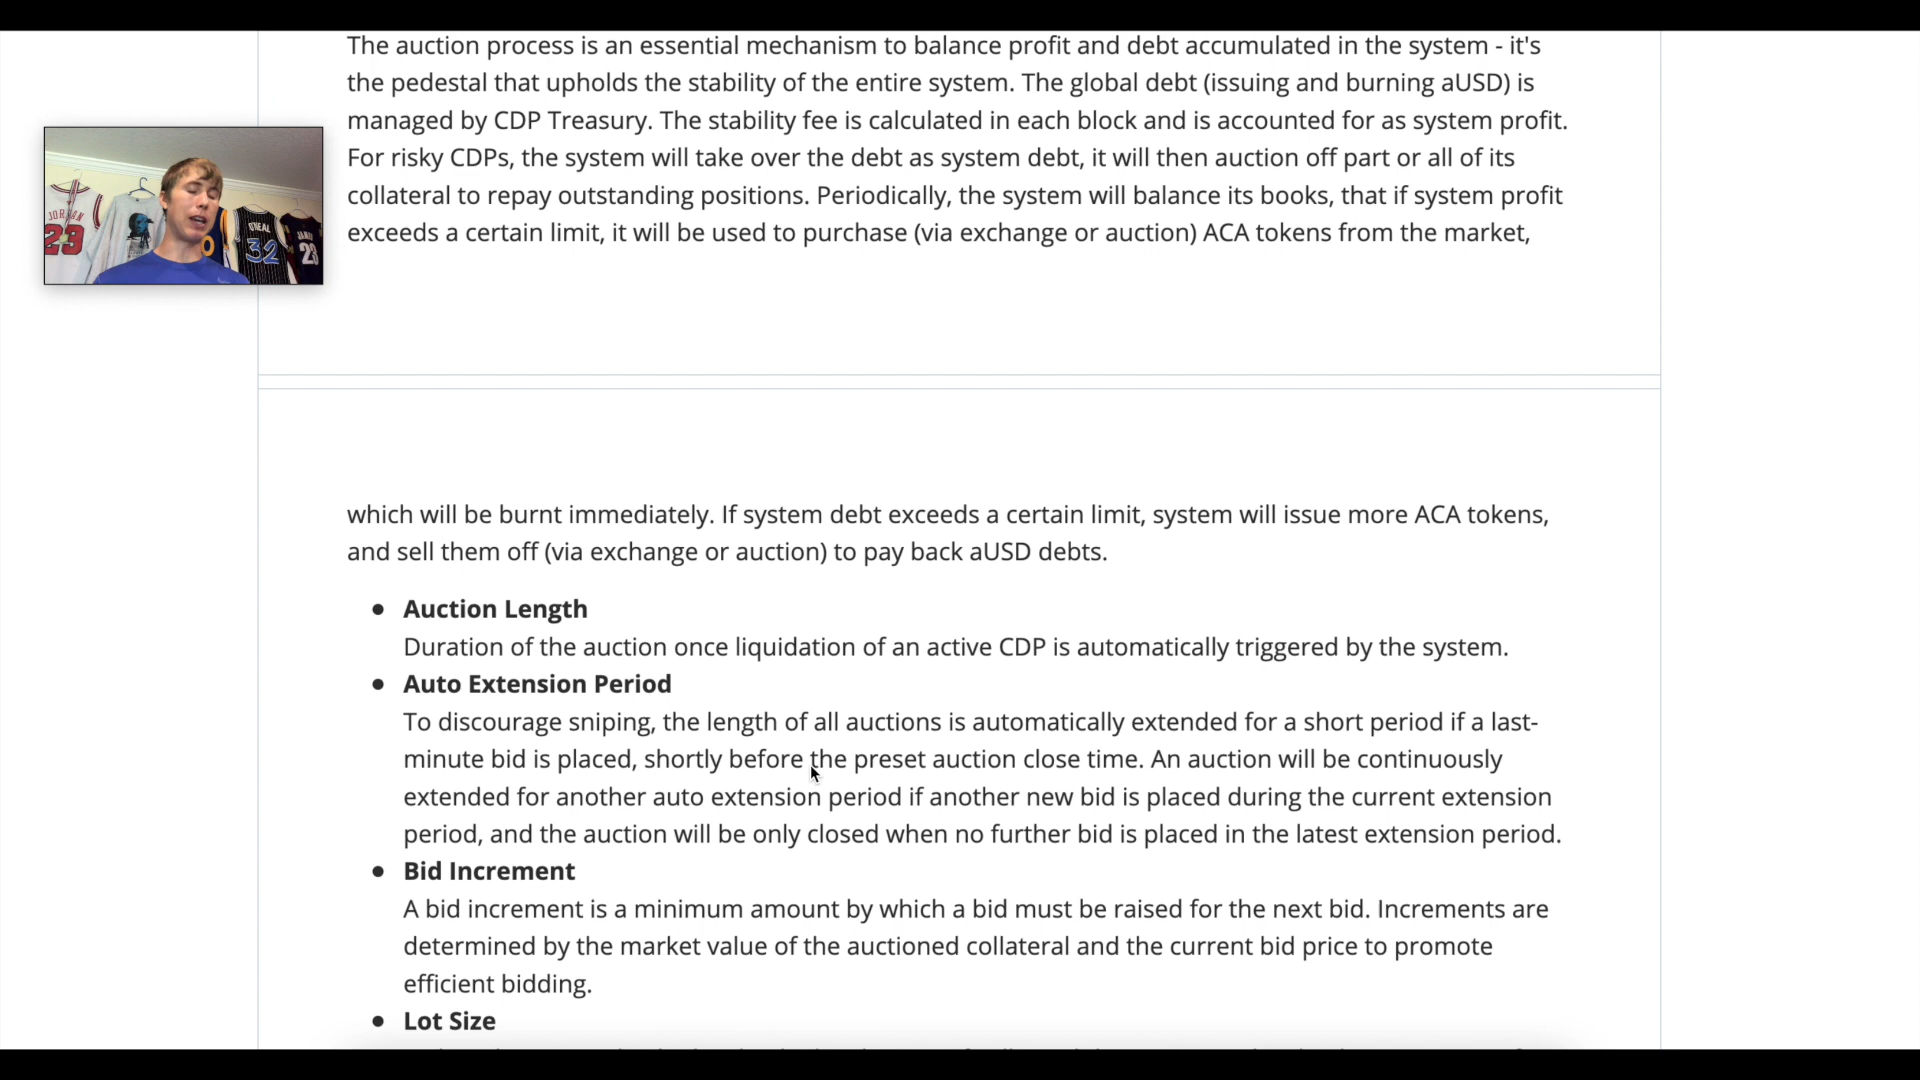 The auction process is an essential mechanism to balance profit and debt accumulated in the system - it's
the pedestal that upholds the stability of the entire system. The global debt (issuing and burning aUSD) is
managed by CDP Treasury. The stability fee is calculated in each block and is accounted for as system profit.
For risky CDPs, the system will take over the debt as system debt, it will then auction off part or all of its
collateral to repay outstanding positions. Periodically, the system will balance its books, that if system profit
exceeds a certain limit, it will be used to purchase (via exchange or auction) ACA tokens from the market,
JORDAN
23
O'NEAL
32
23
which will be burnt immediately. If system debt exceeds a certain limit, system will issue more ACA tokens,
and sell them off (via exchange or auction) to pay back aUSD debts.
• Auction Length
Duration of the auction once liquidation of an active CDP is automatically triggered by the system.
• Auto Extension Period
To discourage sniping, the length of all auctions is automatically extended for a short period if a last-
minute bid is placed, shortly before the preset auction close time. An auction will be continuously
extended for another auto extension period if another new bid is placed during the current extension
period, and the auction will be only closed when no further bid is placed in the latest extension period.
• Bid Increment
A bid increment is a minimum amount by which a bid must be raised for the next bid. Increments are
determined by the market value of the auctioned collateral and the current bid price to promote
efficient bidding.
• Lot Size